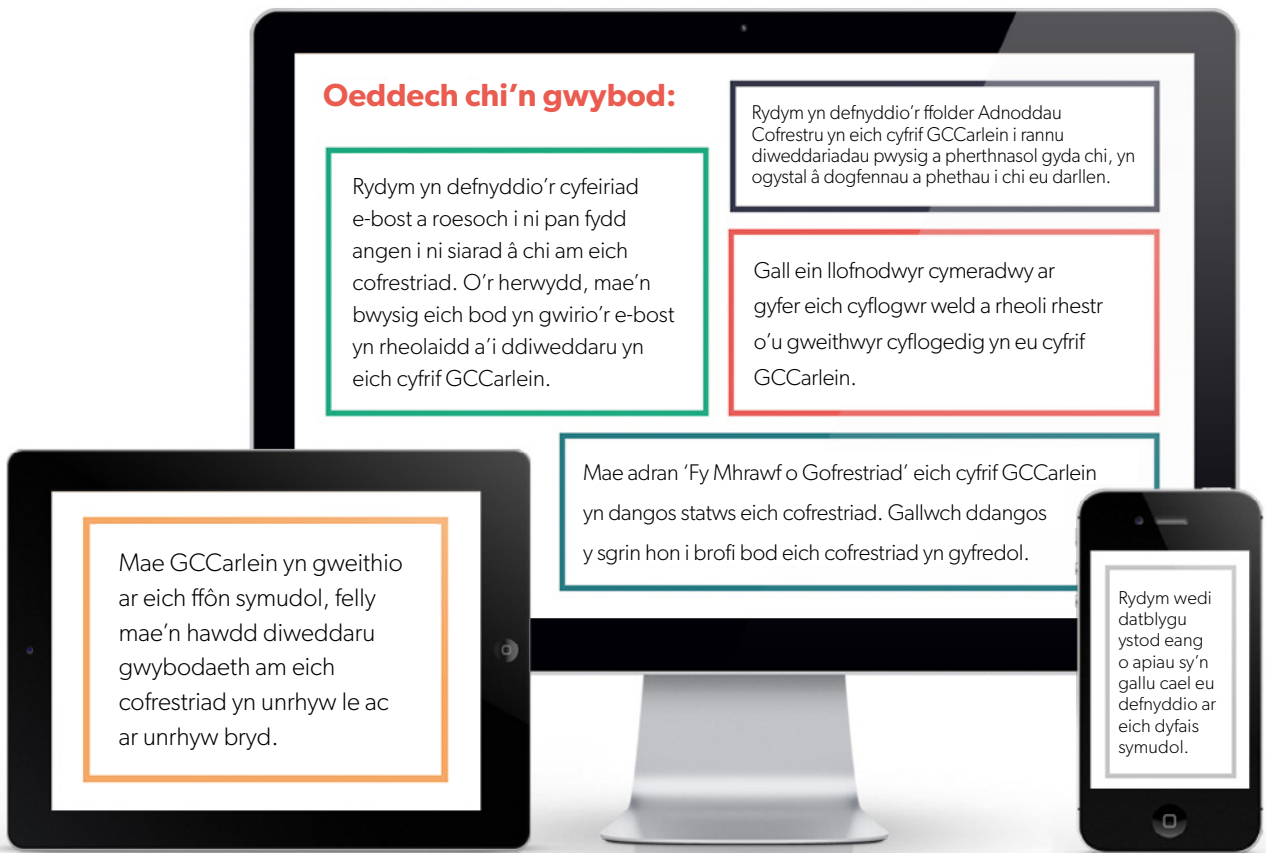 Oeddech chi'n gwybod:
Rydym yn defnyddio'r cyfeiriad
e-bost a roesoch i ni pan fydd
angen i ni siarad â chi am eich
cofrestriad. O'r herwydd, mae'n
bwysig eich bod yn gwirio'r e-bost
yn rheolaidd a'i ddiweddaru yn
eich cyfrif GCCarlein.
Rydym yn defnyddio'r ffolder Adnoddau
Cofrestru yn eich cyfrif GCCarlein i rannu
diweddariadau pwysig a pherthnasol gyda chi, yn
ogystal â dogfennau a phethau i chi eu darllen.
Gall ein llofnodwyr cymeradwy ar
gyfer eich cyflogwr weld a rheoli rhestr
o'u gweithwyr cyflogedig yn eu cyfrif
GCCarlein.
Mae adran 'Fy Mhrawf o Gofrestriad' eich cyfrif GCCarlein
yn dangos statws eich cofrestriad. Gallwch ddangos
y sgrin hon i brofi bod eich cofrestriad yn gyfredol.
Mae GCCarlein yn gweithio
ar eich ffôn symudol, felly
mae'n hawdd diweddaru
gwybodaeth am eich
cofrestriad yn unrhyw le ac
ar unrhyw bryd.
Rydym wedi
datblygu
ystod eang
o apiau sy'n
gallu cael eu
defnyddio ar
eich dyfais
symudol.